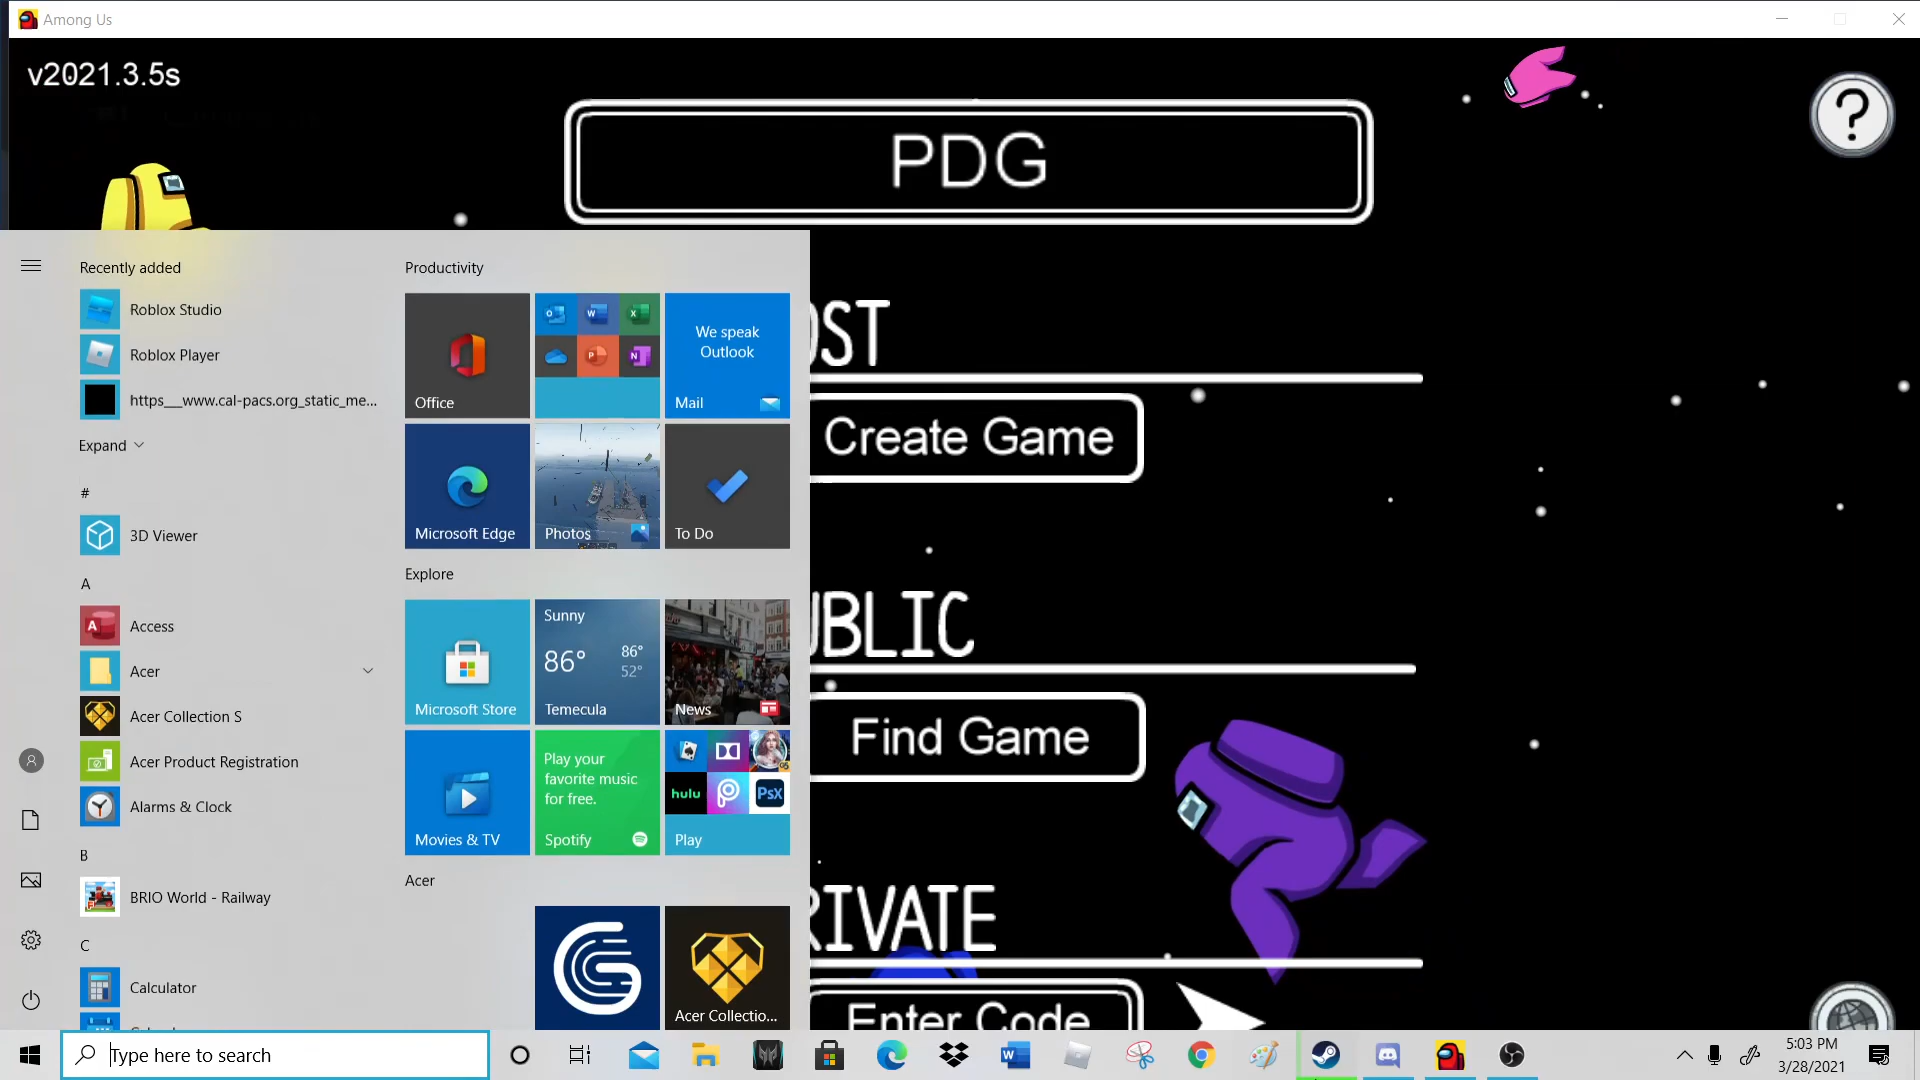 Among Us
v2021.3.5s
PDG
OST
Create Game
UBLIC
Find Game
RIVATE
Enter Code
Recently added
Roblox Studio
Roblox Player
https__www.cal-pacs.org_static_me...
Expand
#
3D Viewer
A
Access
Acer
Acer Collection S
Acer Product Registration
Alarms & Clock
B
BRIO World - Railway
C
Calculator
Productivity
Office
We speak
Outlook
Mail
Microsoft Edge
Photos
To Do
Explore
Microsoft Store
Sunny
86°
86°
52°
Temecula
News
Movies & TV
Play your
favorite music
for free.
Spotify
hulu
PsX
Play
Acer
Acer Collectio...
Type here to search
5:03 PM
3/28/2021